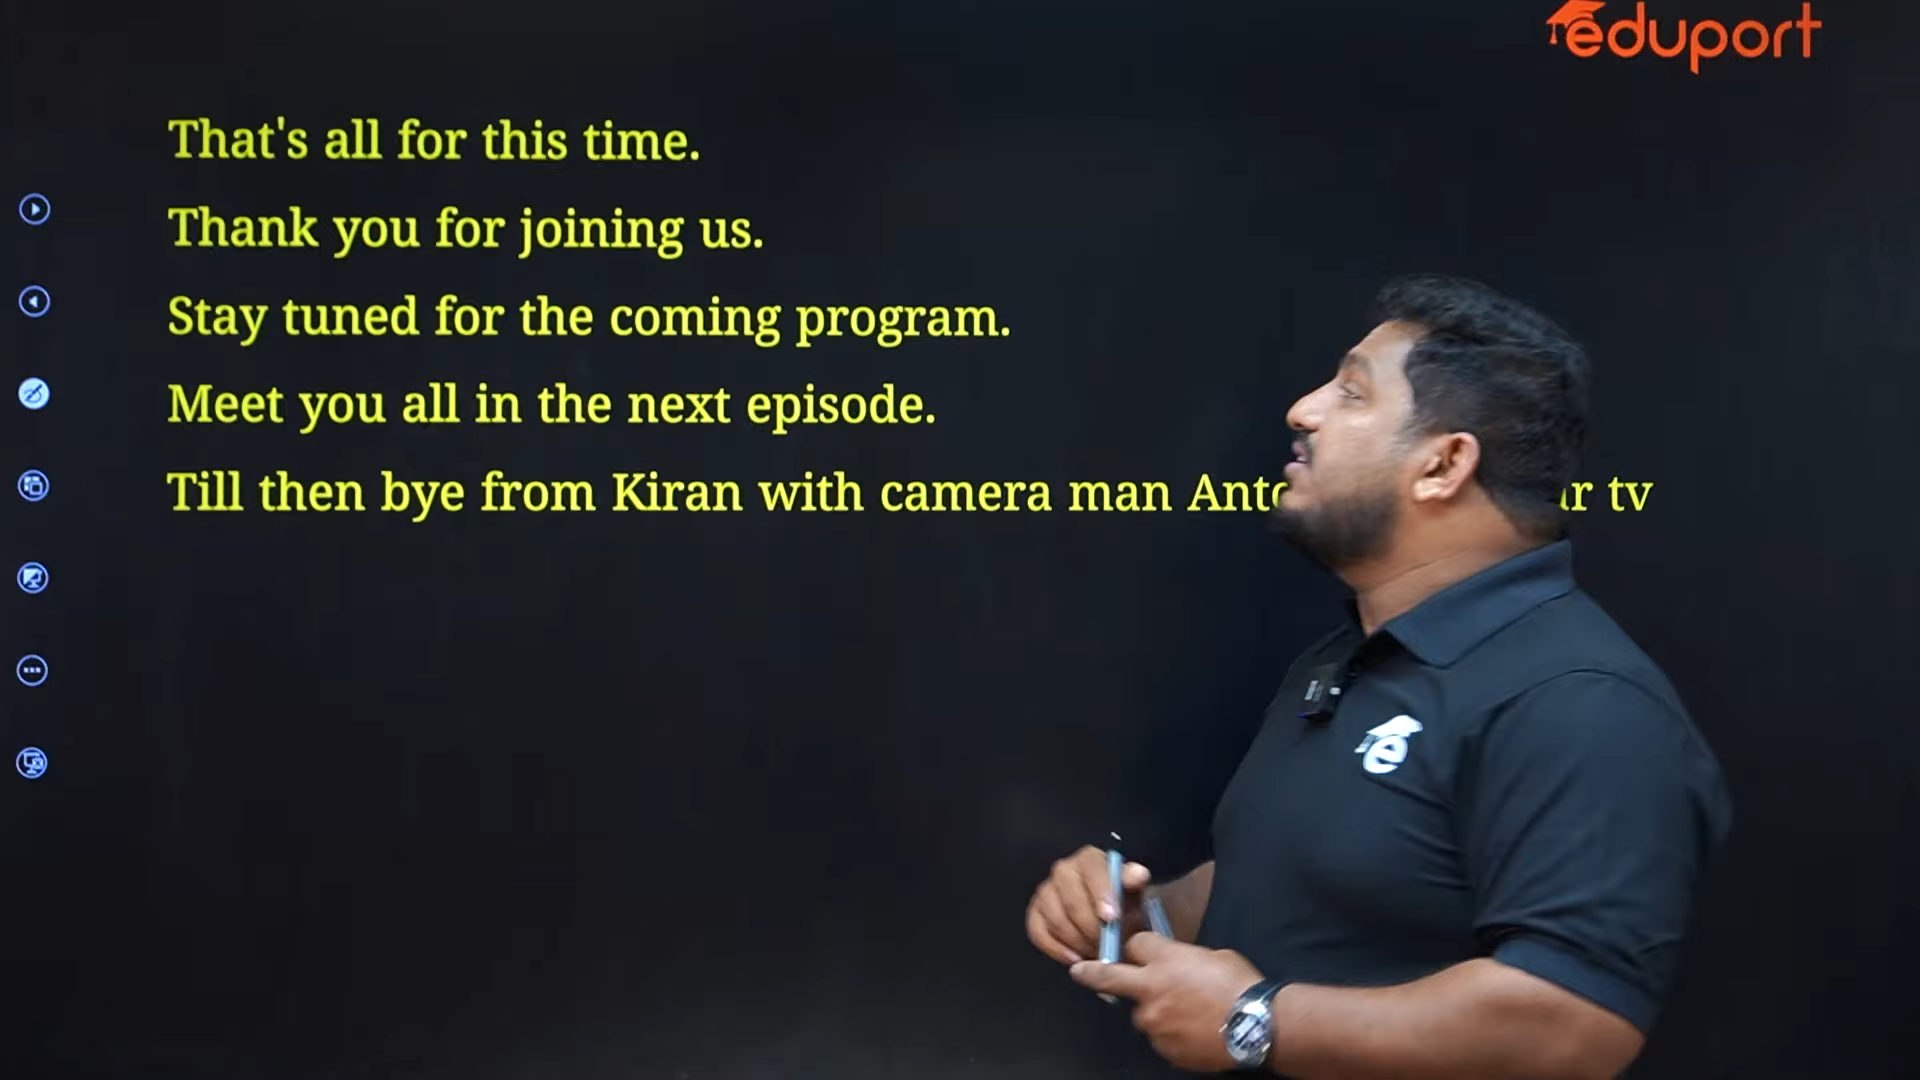 eduport
That's all for this time.
Thank you for joining us.
Stay tuned for the coming program.
Meet you all in the next episode.
Till then bye from Kiran with camera man tv
e